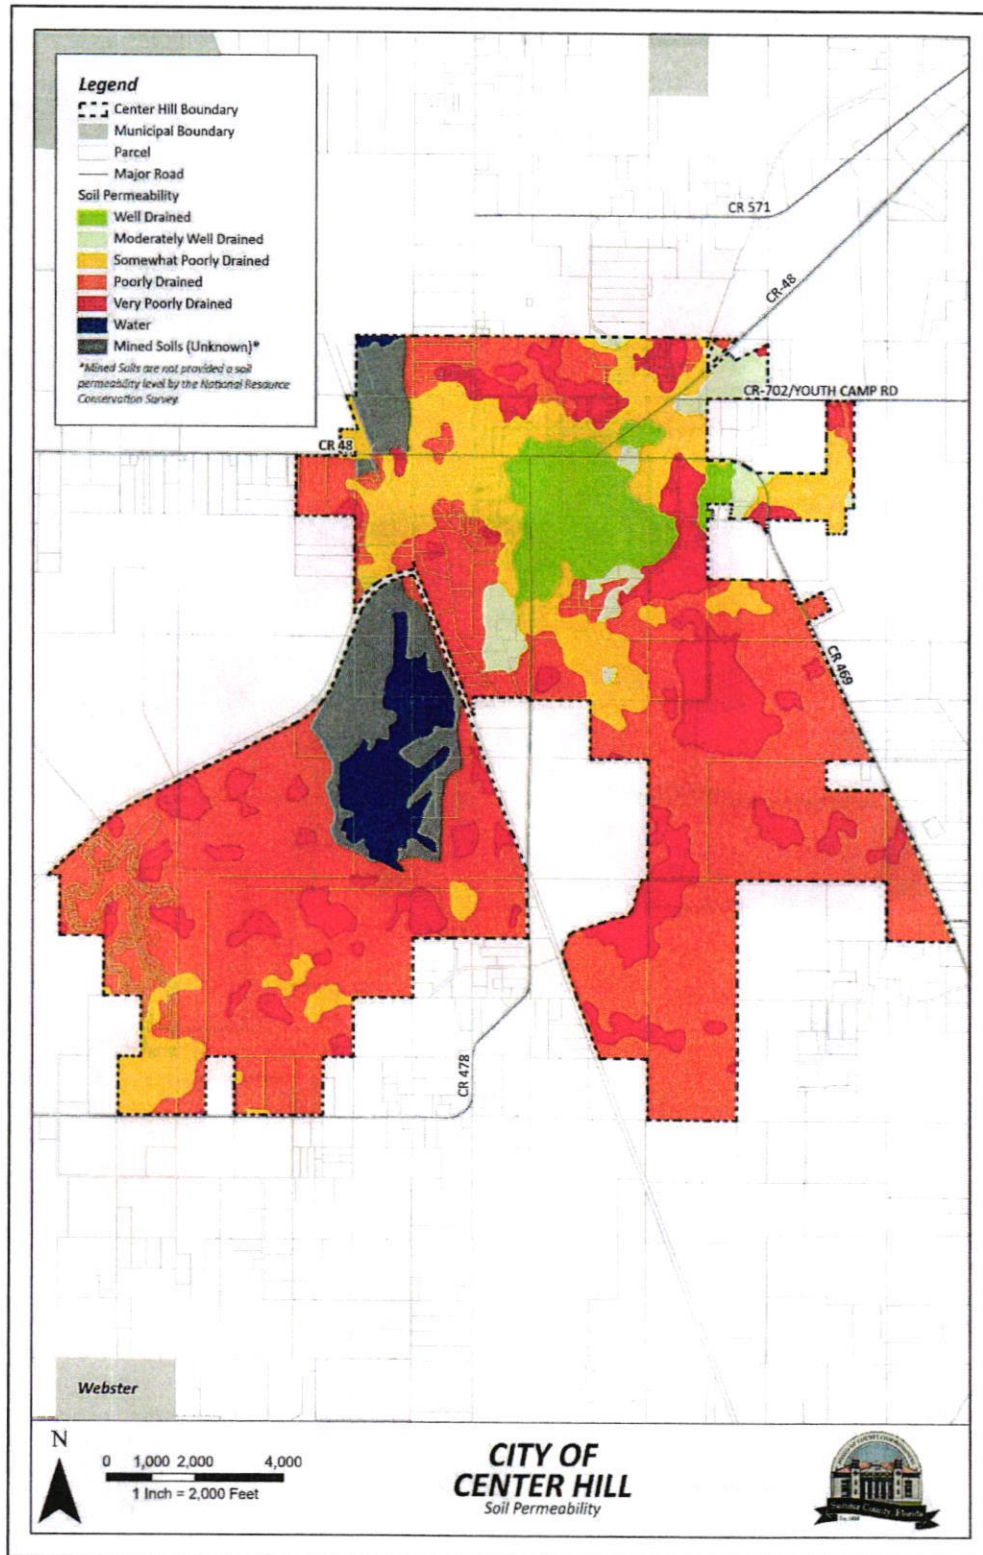 Legend
Center Hill Boundary
Municipal Boundary
Parcel
Major Road
Soil Permeability
Well Drained
Moderately Well Drained
Somewhat Poorly Drained
Poorly Drained
Very Poorly Drained
Water
Mined Soils (Unknown)*
*Mined Soils are not provided a soil
permeability level by the National Resource
Conservation Survey.
CR 571
CR-48
CR-702/YOUTH CAMP RD
CR 48
CR 469
CR 478
Webster
N
0 1,000 2,000 4,000
1 Inch = 2,000 Feet
CITY OF
CENTER HILL
Soil Permeability
Sumter County, Florida